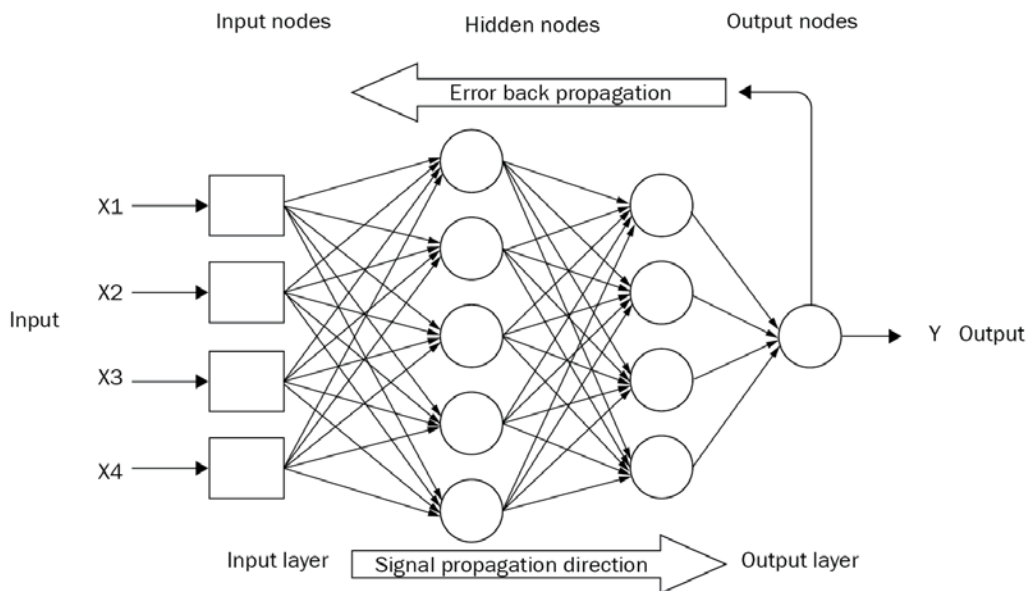 Input nodes
Hidden nodes
Output nodes
Error back propagation
X1
X2
Input
Y Output
X3
X4
Input layer
Signal propagation direction
Output layer